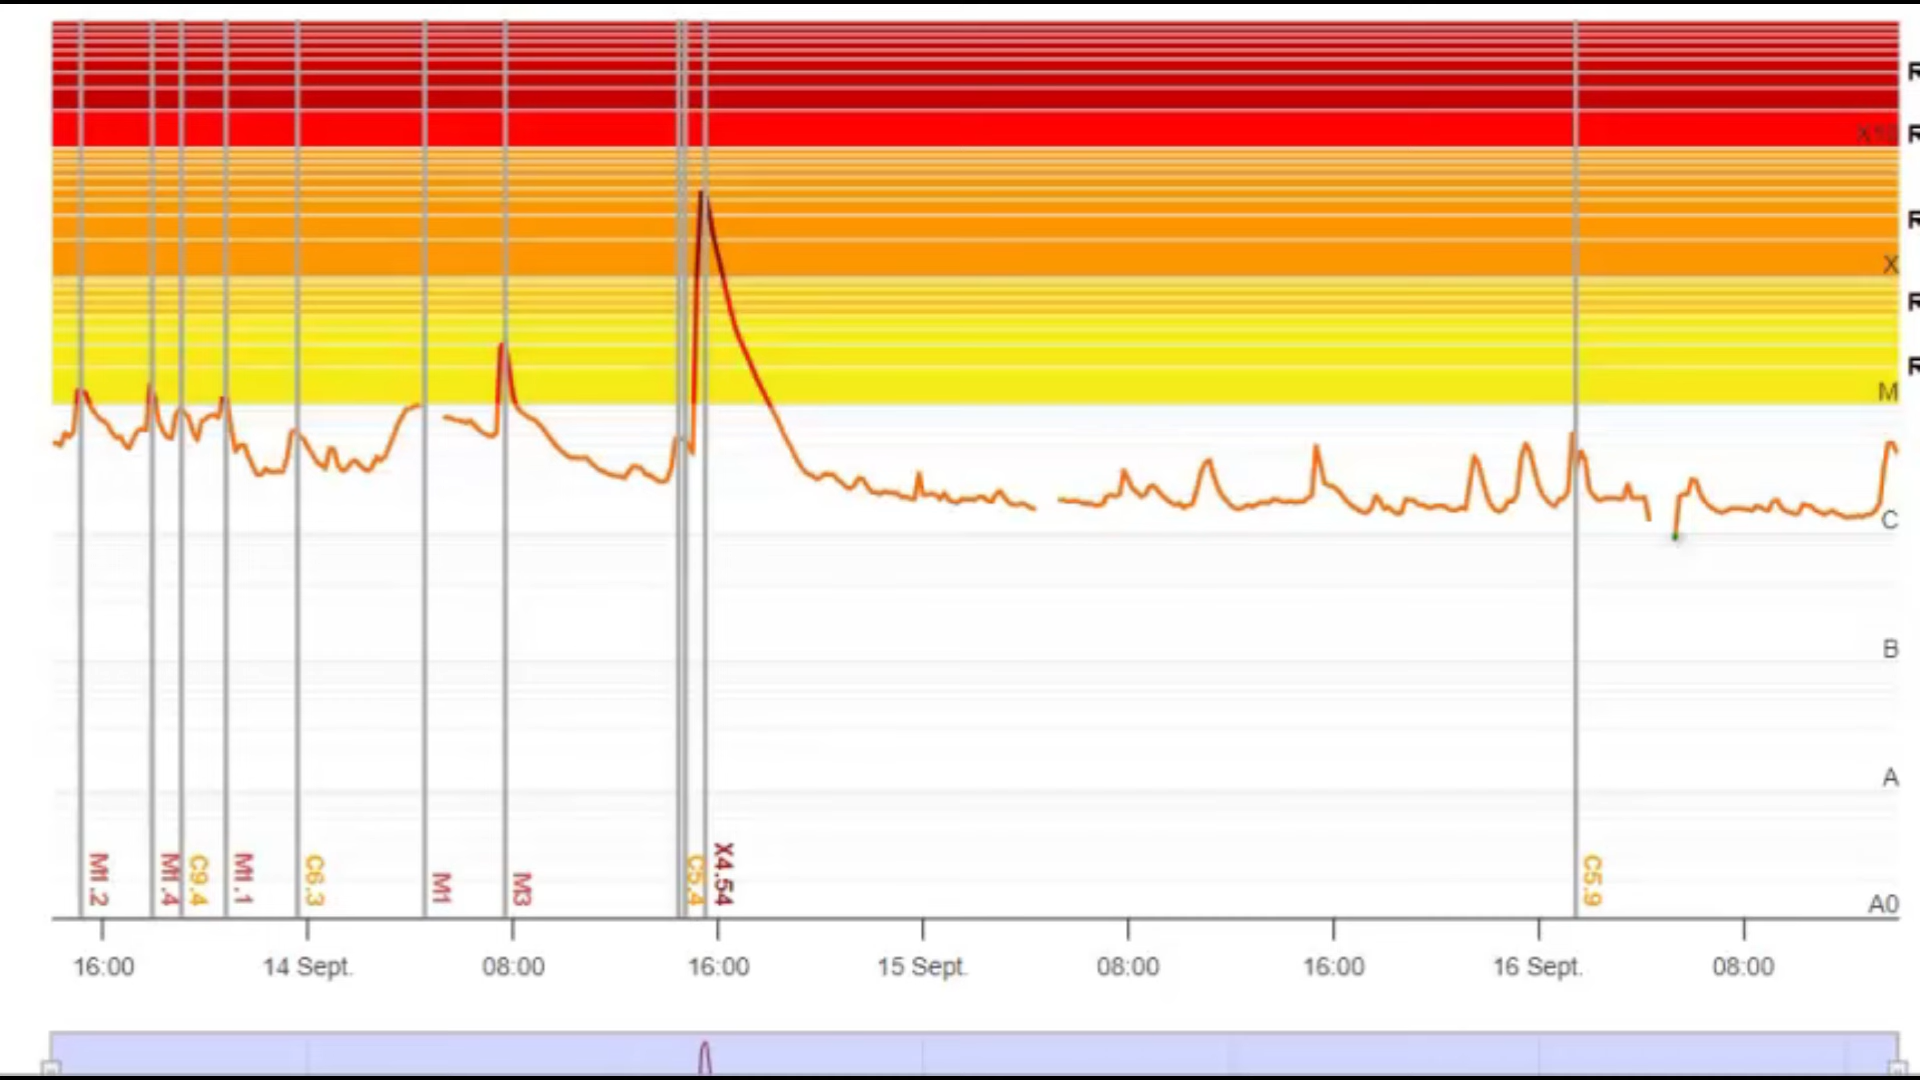 R
X10
R
R
X
R
R
M
C
B
A
M1.2
M1.4
C9.4
M1.1
C6.3
M1
M3
C5.4
X4.54
C5.9
A0
16:00
14 Sept.
08:00
16:00
15 Sept.
08:00
16:00
16 Sept.
08:00